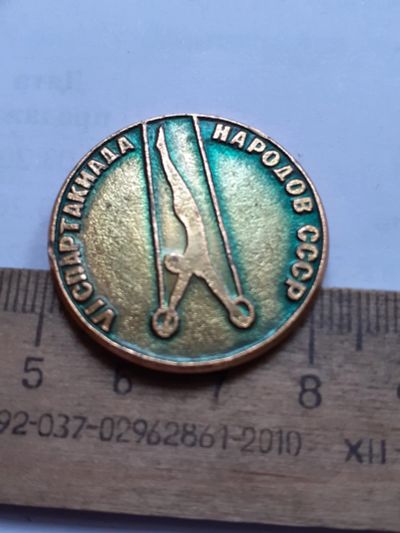 VI СПАРТАКИАДА
НАРОДОВ СССР
5 6 7 8
92-037-02962861-2010 XII-